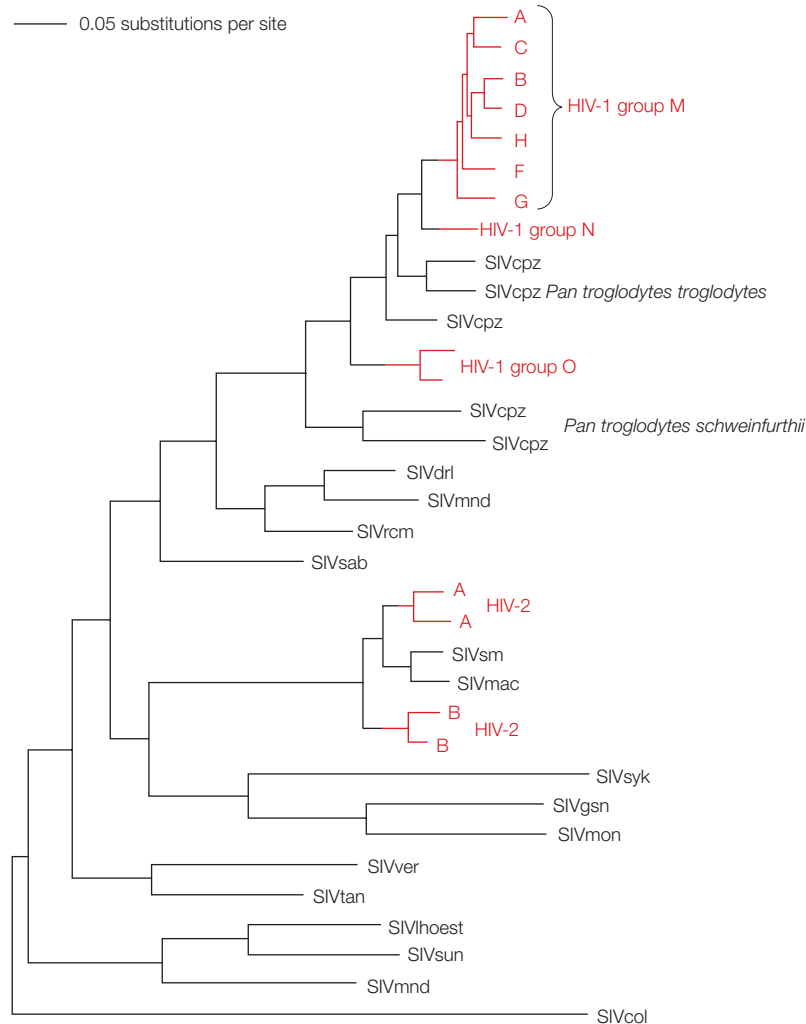 0.05 substitutions per site
A
C
B
D
H
F
G
HIV-1 group M
HIV-1 group N
SIVcpz
SIVcpz Pan troglodytes troglodytes
SIVcpz
HIV-1 group O
SIVcpz
Pan troglodytes schweinfurthii
SIVcpz
SIVdrl
SIVmnd
SIVrcm
SIVsab
A
HIV-2
A
SIVsm
SIVmac
B
HIV-2
B
SIVsyk
SIVgsn
SIVmon
SIVver
SIVtan
SIVlhoest
SIVsun
SIVmnd
SIVcol